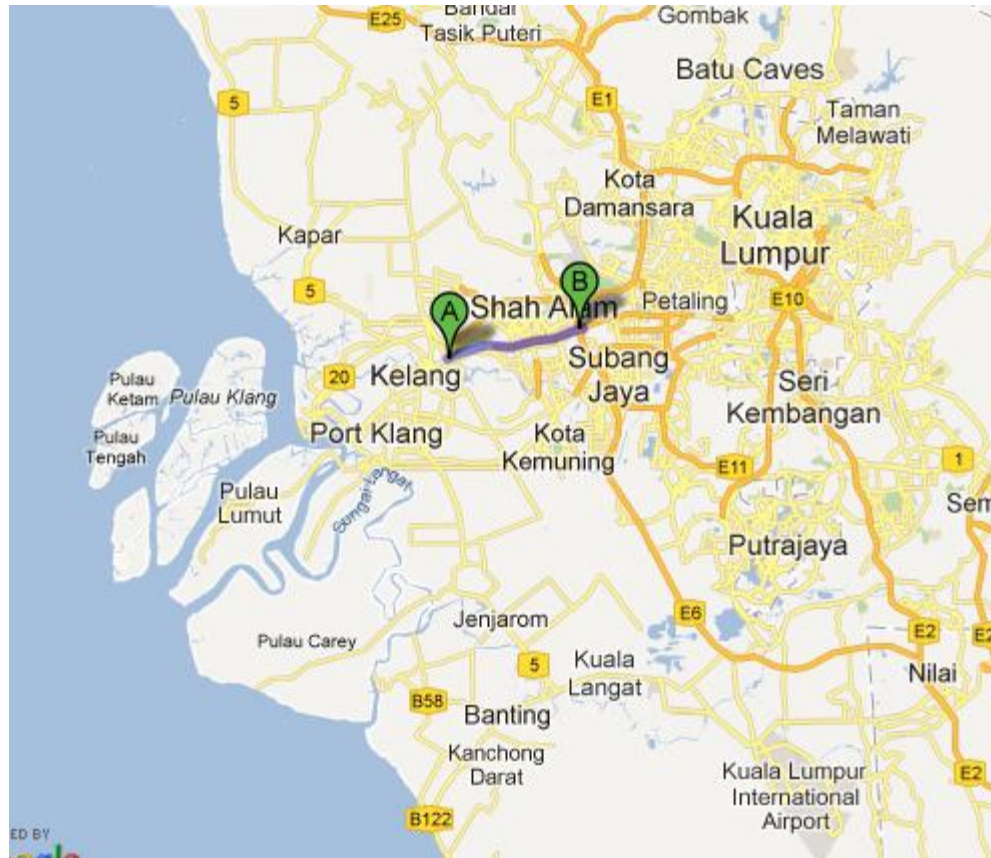 Bandar
Tasik Puteri
Gombak
E25
Batu Caves
5
E1
Taman
Melawati
Kota
Damansara
Kuala
Lumpur
Kapar
5
B
A
Shah Alam
Petaling
E10
20
Kelang
Subang
Jaya
Pulau
Ketam
Pulau Klang
Seri
Kembangan
Pulau
Tengah
Port Klang
Kota
Kemuning
E11
1
Pulau
Lumut
Sungai Langat
Sem
Putrajaya
Jenjarom
E6
E2
E2
Pulau Carey
5
Kuala
Langat
Nilai
B58
Banting
Kanchong
Darat
Kuala Lumpur
International
Airport
E2
B122
ED BY